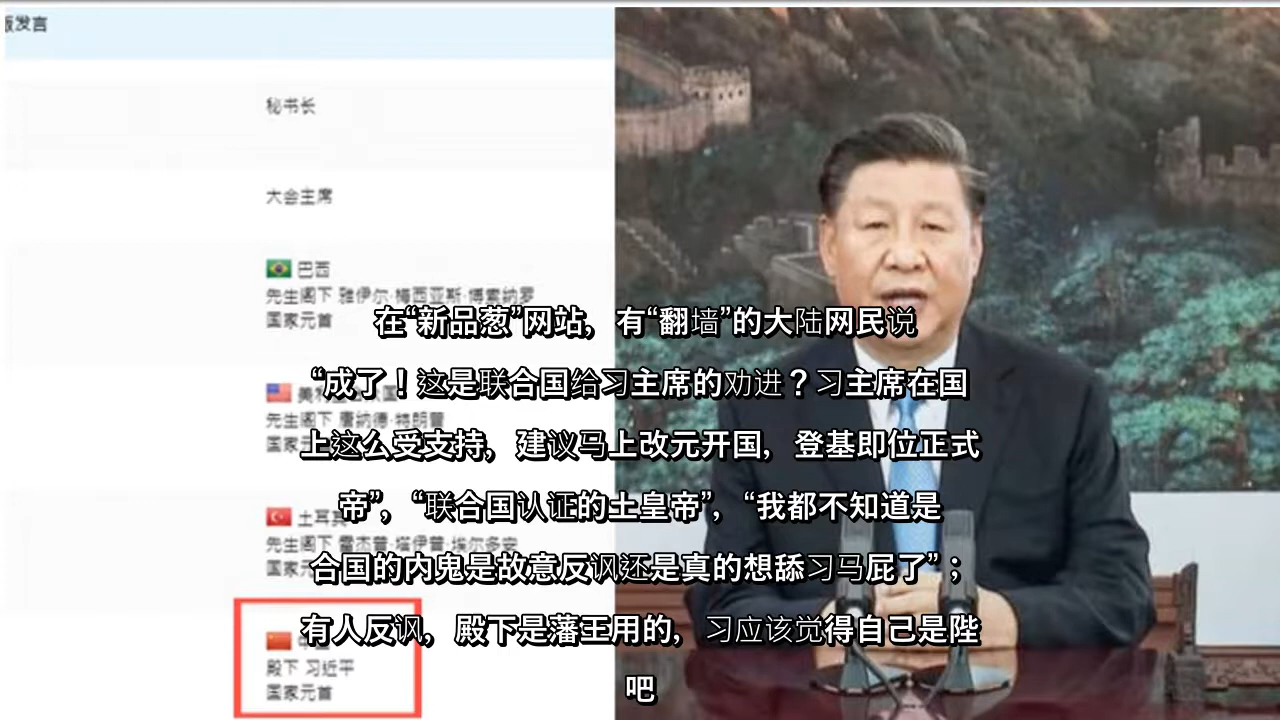 版发言
秘书长
大会主席
巴西
先生阁下 雅伊尔·梅西亚斯·博索纳罗
国家元首
先生阁下 唐纳德·特朗普
国家元
土耳其
先生阁下 雷杰普·塔伊普·埃尔多安
国家元
殿下 习近平
国家元首
在“新品葱”网站，有“翻墙”的大陆网民说
“成了！这是联合国给习主席的劝进？习主席在国
上这么受支持，建议马上改元开国，登基即位正式
帝”，“联合国认证的土皇帝”，“我都不知道是
合国的内鬼是故意反讽还是真的想舔习马屁了”；
有人反讽，殿下是藩王用的，习应该觉得自己是陛
吧